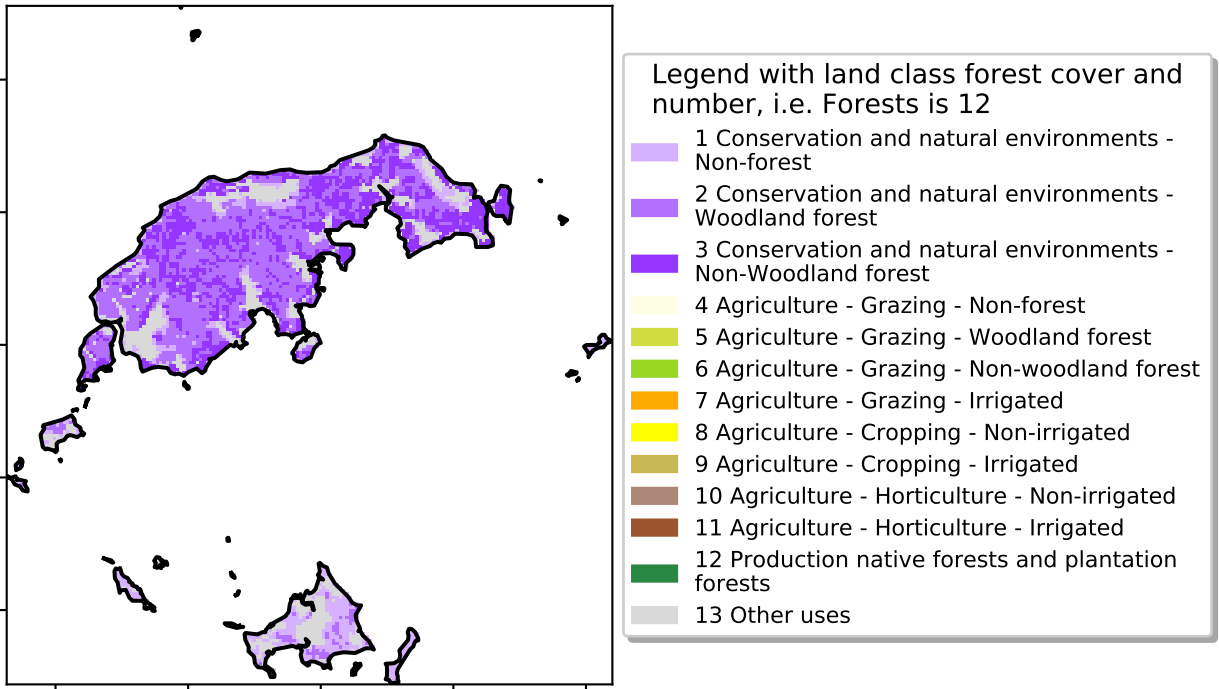 Legend with land class forest cover and
number, i.e. Forests is 12
1 Conservation and natural environments -
Non-forest
2 Conservation and natural environments -
Woodland forest
3 Conservation and natural environments -
Non-Woodland forest
4 Agriculture - Grazing - Non-forest
5 Agriculture - Grazing - Woodland forest
6 Agriculture - Grazing - Non-woodland forest
7 Agriculture - Grazing - Irrigated
8 Agriculture - Cropping - Non-irrigated
9 Agriculture - Cropping - Irrigated
10 Agriculture - Horticulture - Non-irrigated
11 Agriculture - Horticulture - Irrigated
12 Production native forests and plantation
forests
13 Other uses